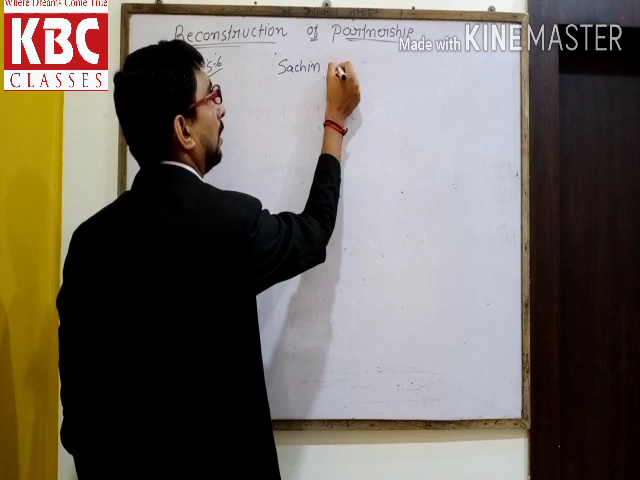 Where Dreams Come True
KBC
CLASSES
Made with KINEMASTER
Reconstruction of Partnership
Sachin